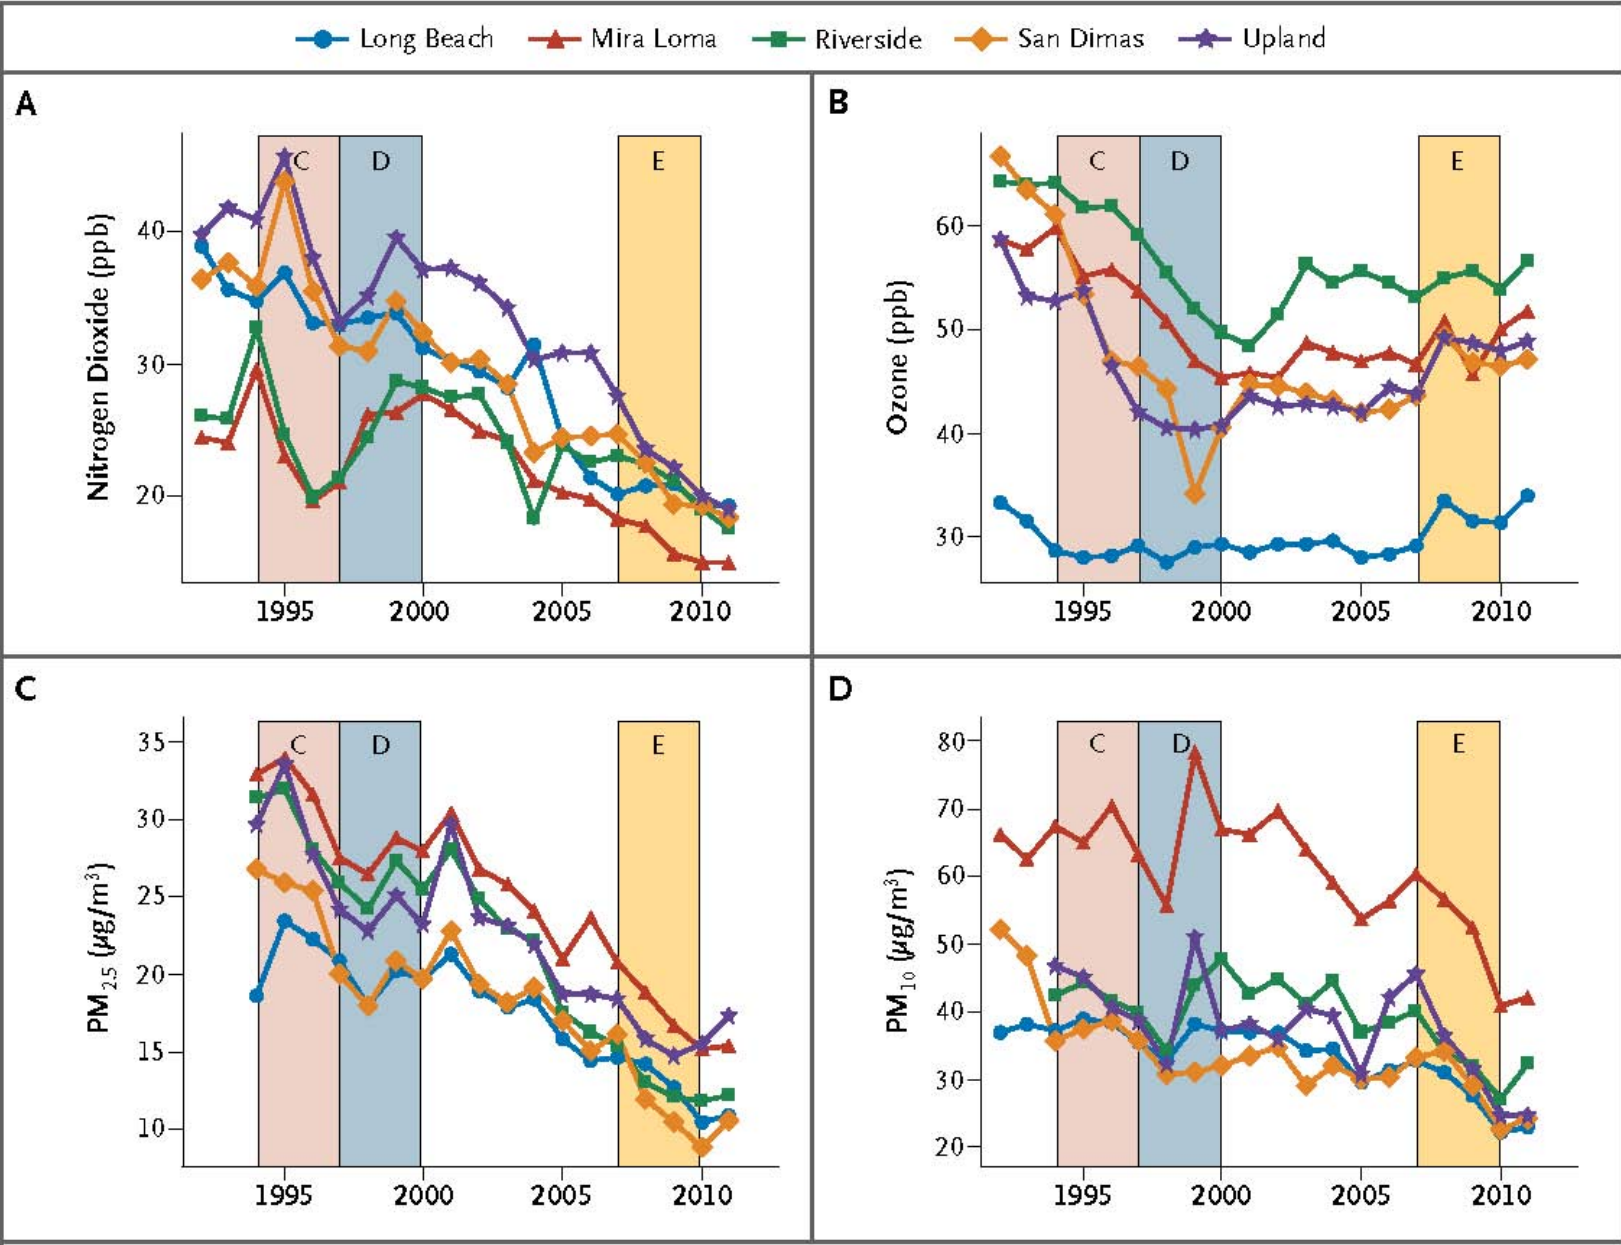 Long Beach Mira Loma Riverside San Dimas Upland
A
C D E
Nitrogen Dioxide (ppb)
40
30
20
1995 2000 2005 2010
B
C D E
Ozone (ppb)
60
50
40
30
1995 2000 2005 2010
C
C D E
PM2.5 (µg/m³)
35
30
25
20
15
10
1995 2000 2005 2010
D
C D E
PM10 (µg/m³)
80
70
60
50
40
30
20
1995 2000 2005 2010